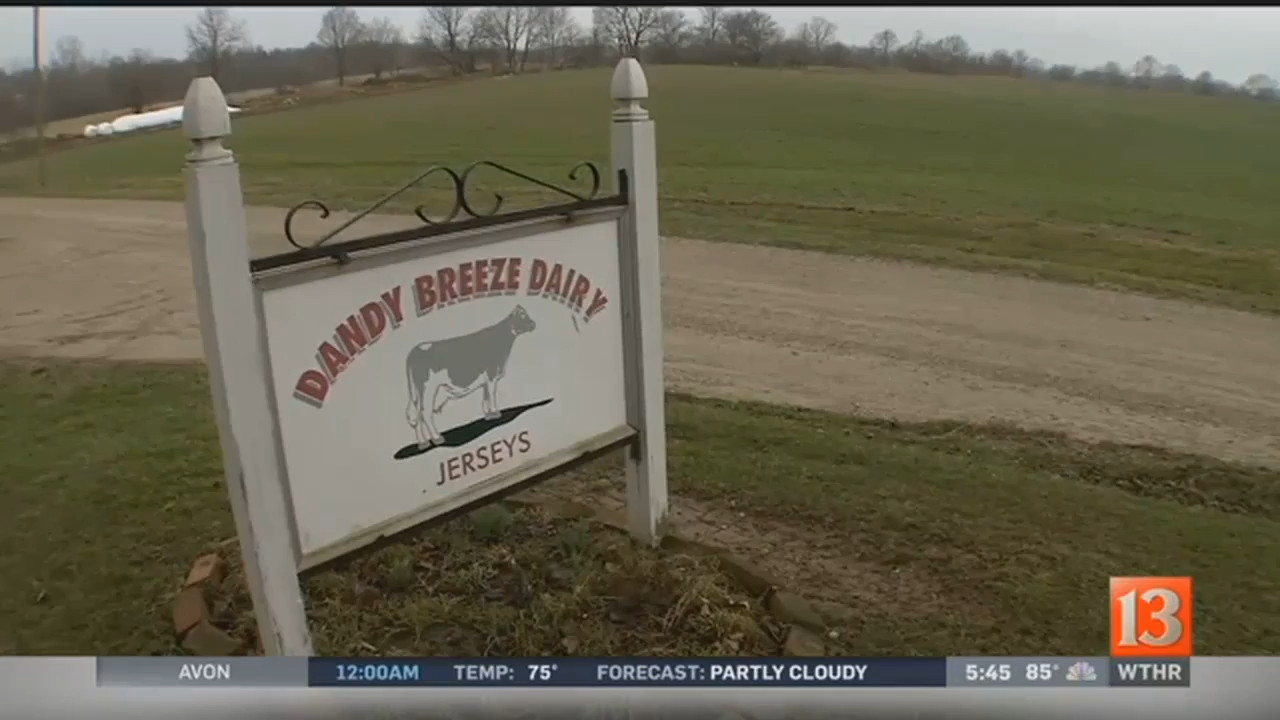 DANDY BREEZE DAIRY
JERSEYS
13
AVON 12:00AM TEMP: 75° FORECAST: PARTLY CLOUDY 5:45 85° WTHR